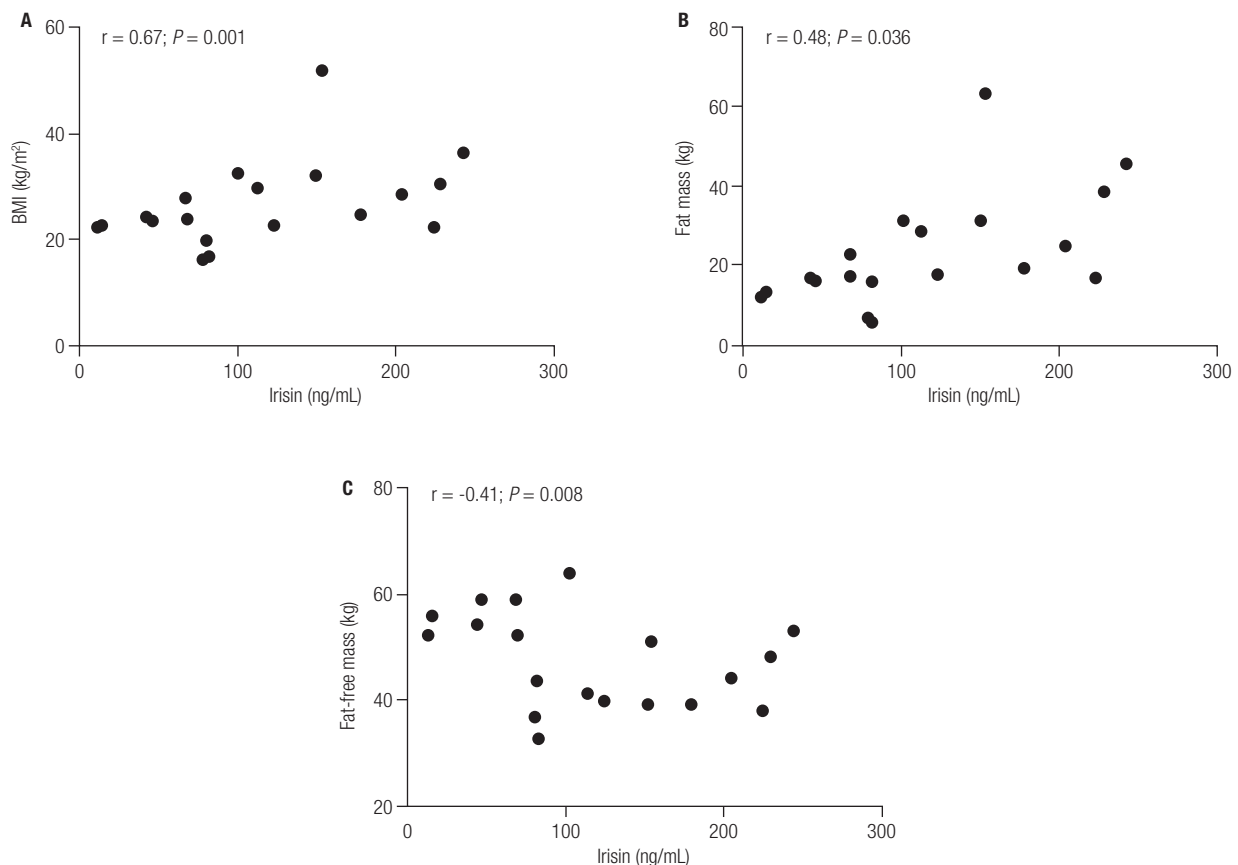 A
r = 0.67; P = 0.001
60
40
20
0
BMI (kg/m²)
0 100 200 300
Irisin (ng/mL)
B
r = 0.48; P = 0.036
80
60
40
20
0
Fat mass (kg)
0 100 200 300
Irisin (ng/mL)
C
r = -0.41; P = 0.008
80
60
40
20
Fat-free mass (kg)
0 100 200 300
Irisin (ng/mL)